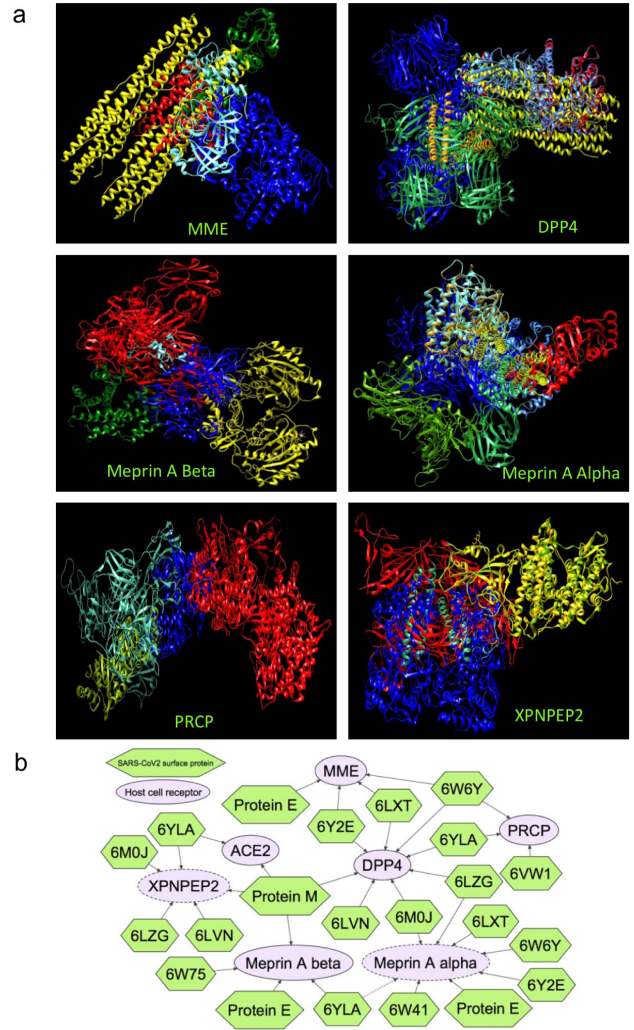 a
MME
DPP4
Meprin A Beta
Meprin A Alpha
PRCP
XPNPEP2
b
SARS-CoV2 surface protein
Host cell receptor
MME
Protein E
6LXT
6W6Y
6Y2E
6YLA
ACE2
6YLA
PRCP
6M0J
DPP4
XPNPEP2
Protein M
6LZG
6VW1
6LZG
6LVN
6LVN
6M0J
6LXT
6W75
Meprin A beta
Meprin A alpha
6W6Y
6Y2E
Protein E
6YLA
6W41
Protein E